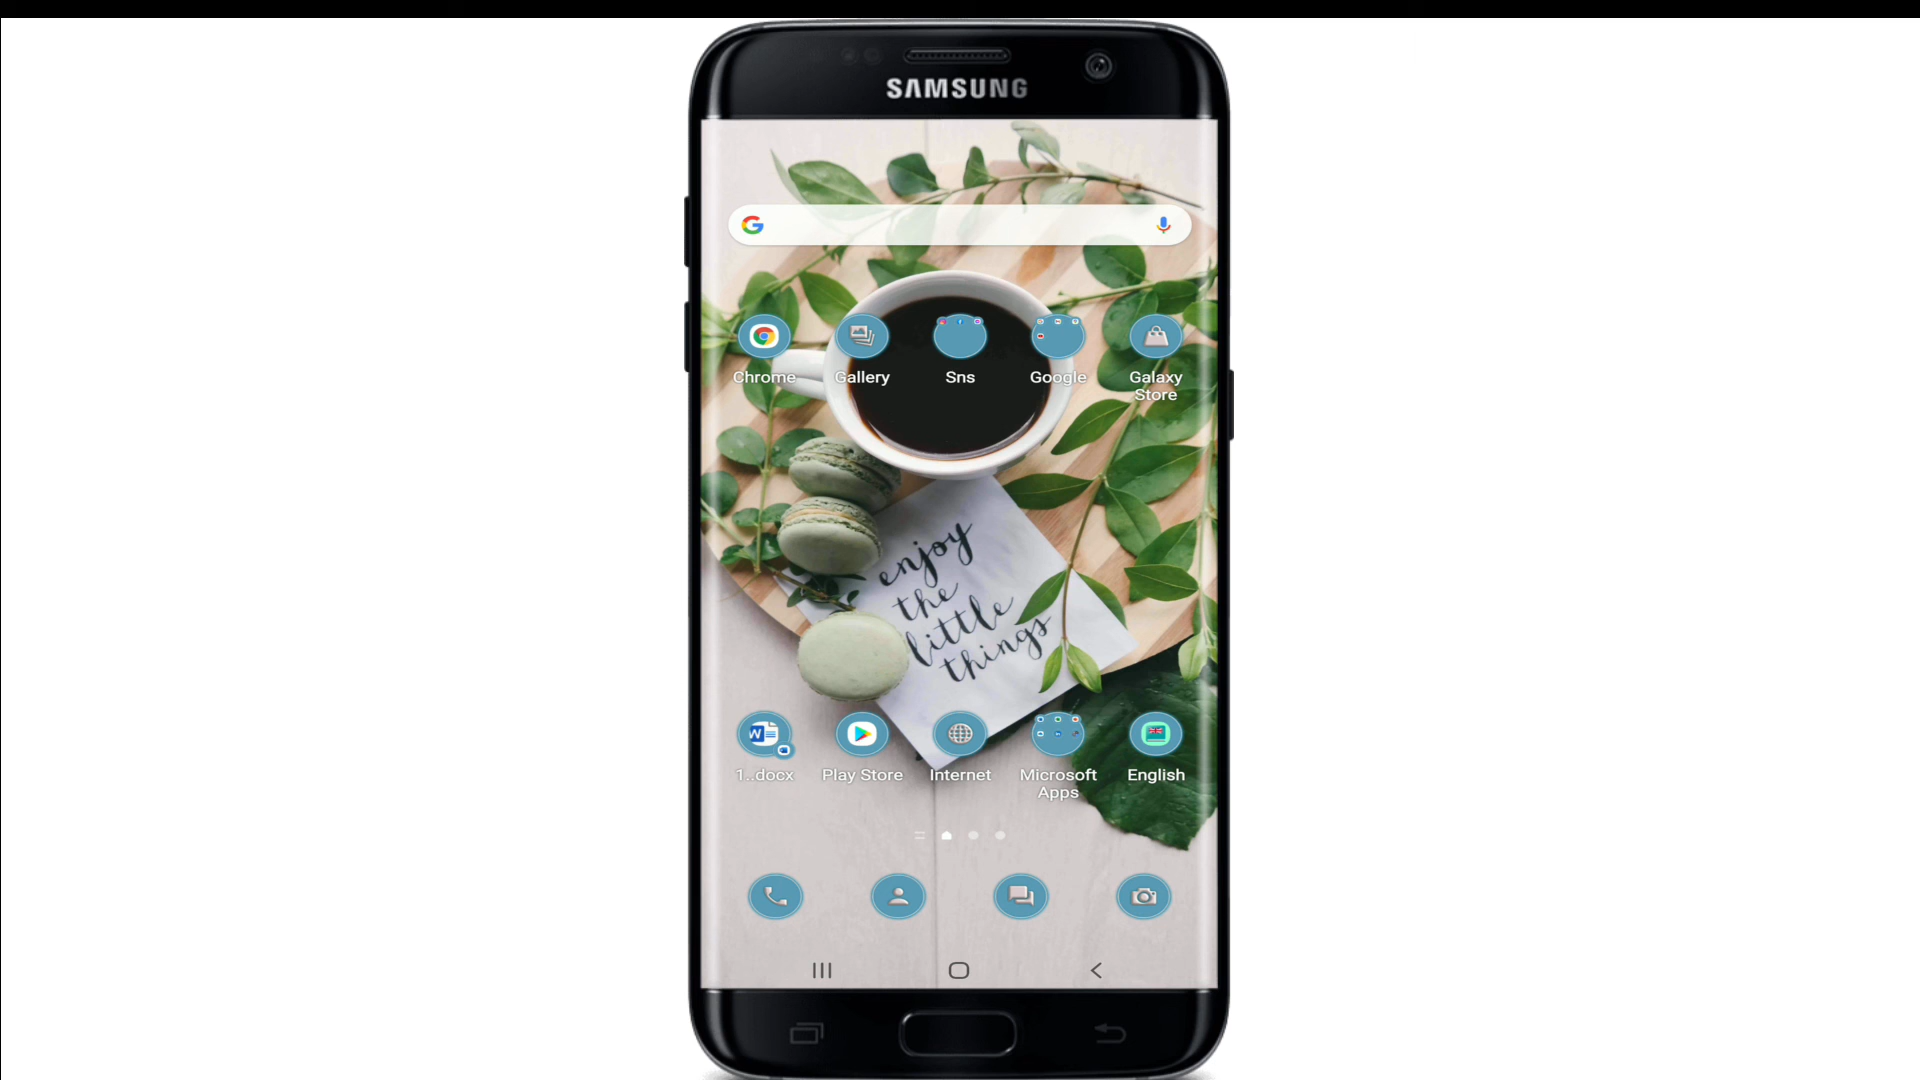 SAMSUNG
Chrome
Gallery
Sns
Google
Galaxy
Store
enjoy
the
little
things
1..docx
Play Store
Internet
Microsoft
Apps
English